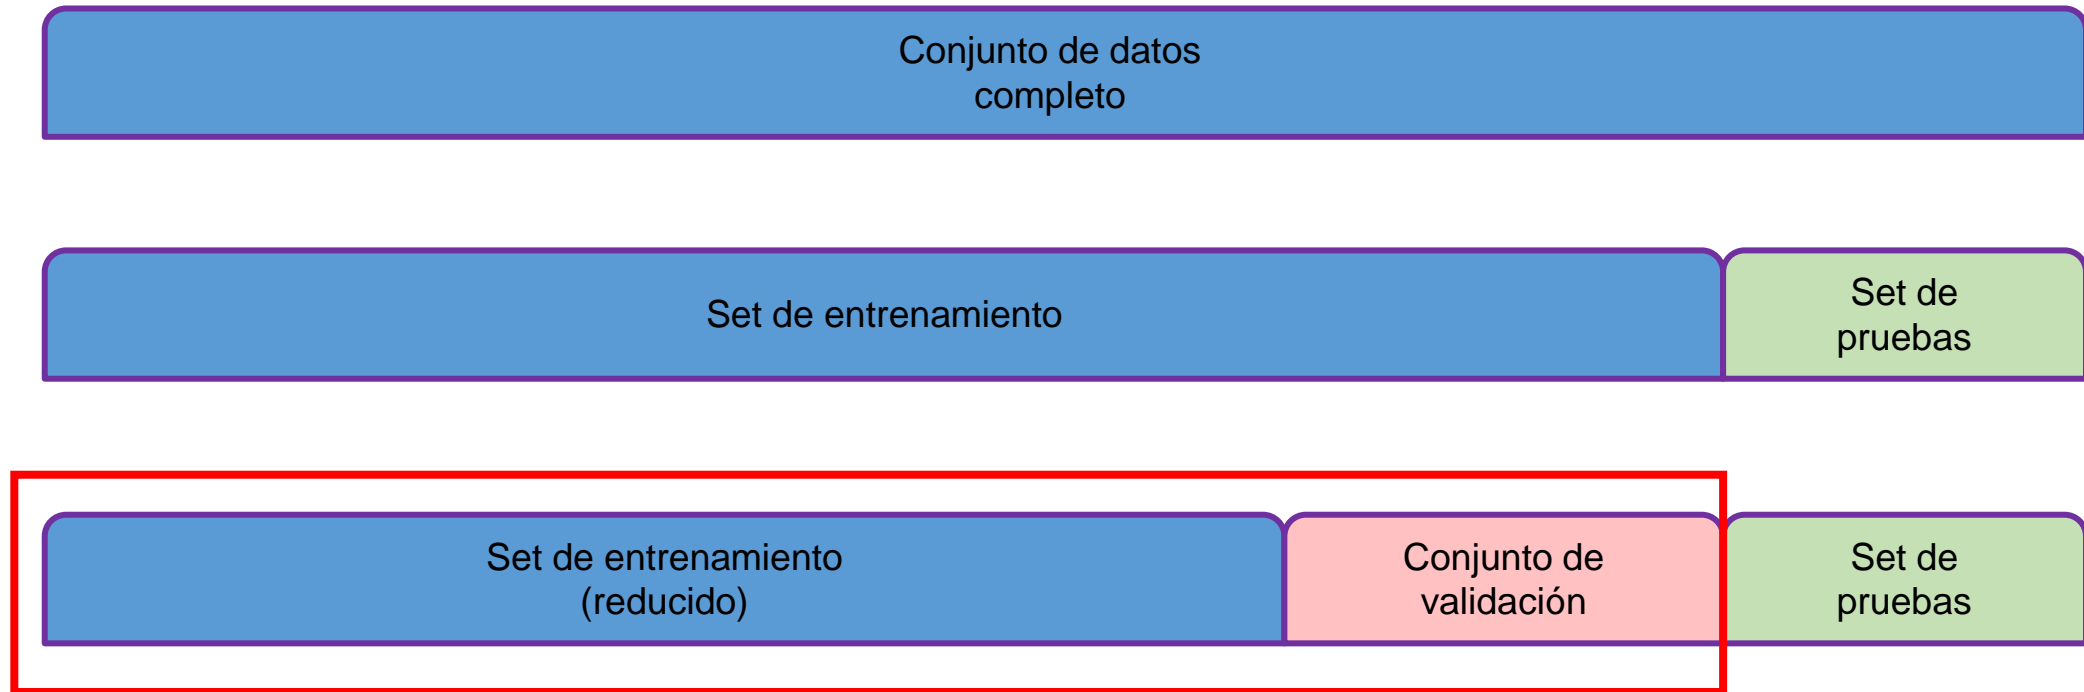 Conjunto de datos
completo
Set de entrenamiento
Set de
pruebas
Set de entrenamiento
(reducido)
Conjunto de
validación
Set de
pruebas